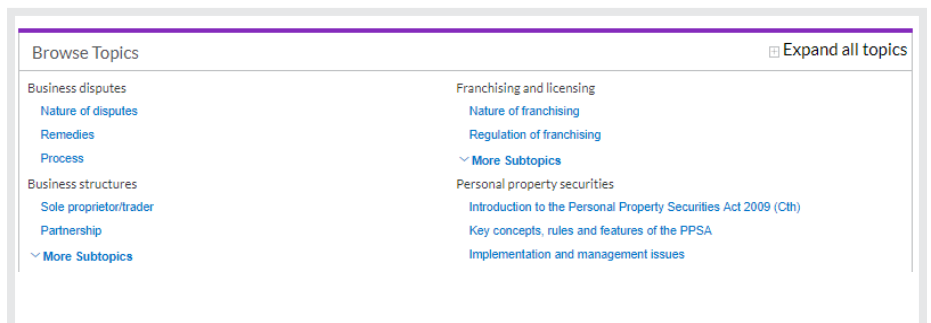 Browse Topics
Expand all topics
Business disputes
Nature of disputes
Remedies
Process
Business structures
Sole proprietor/trader
Partnership
More Subtopics
Franchising and licensing
Nature of franchising
Regulation of franchising
More Subtopics
Personal property securities
Introduction to the Personal Property Securities Act 2009 (Cth)
Key concepts, rules and features of the PPSA
Implementation and management issues